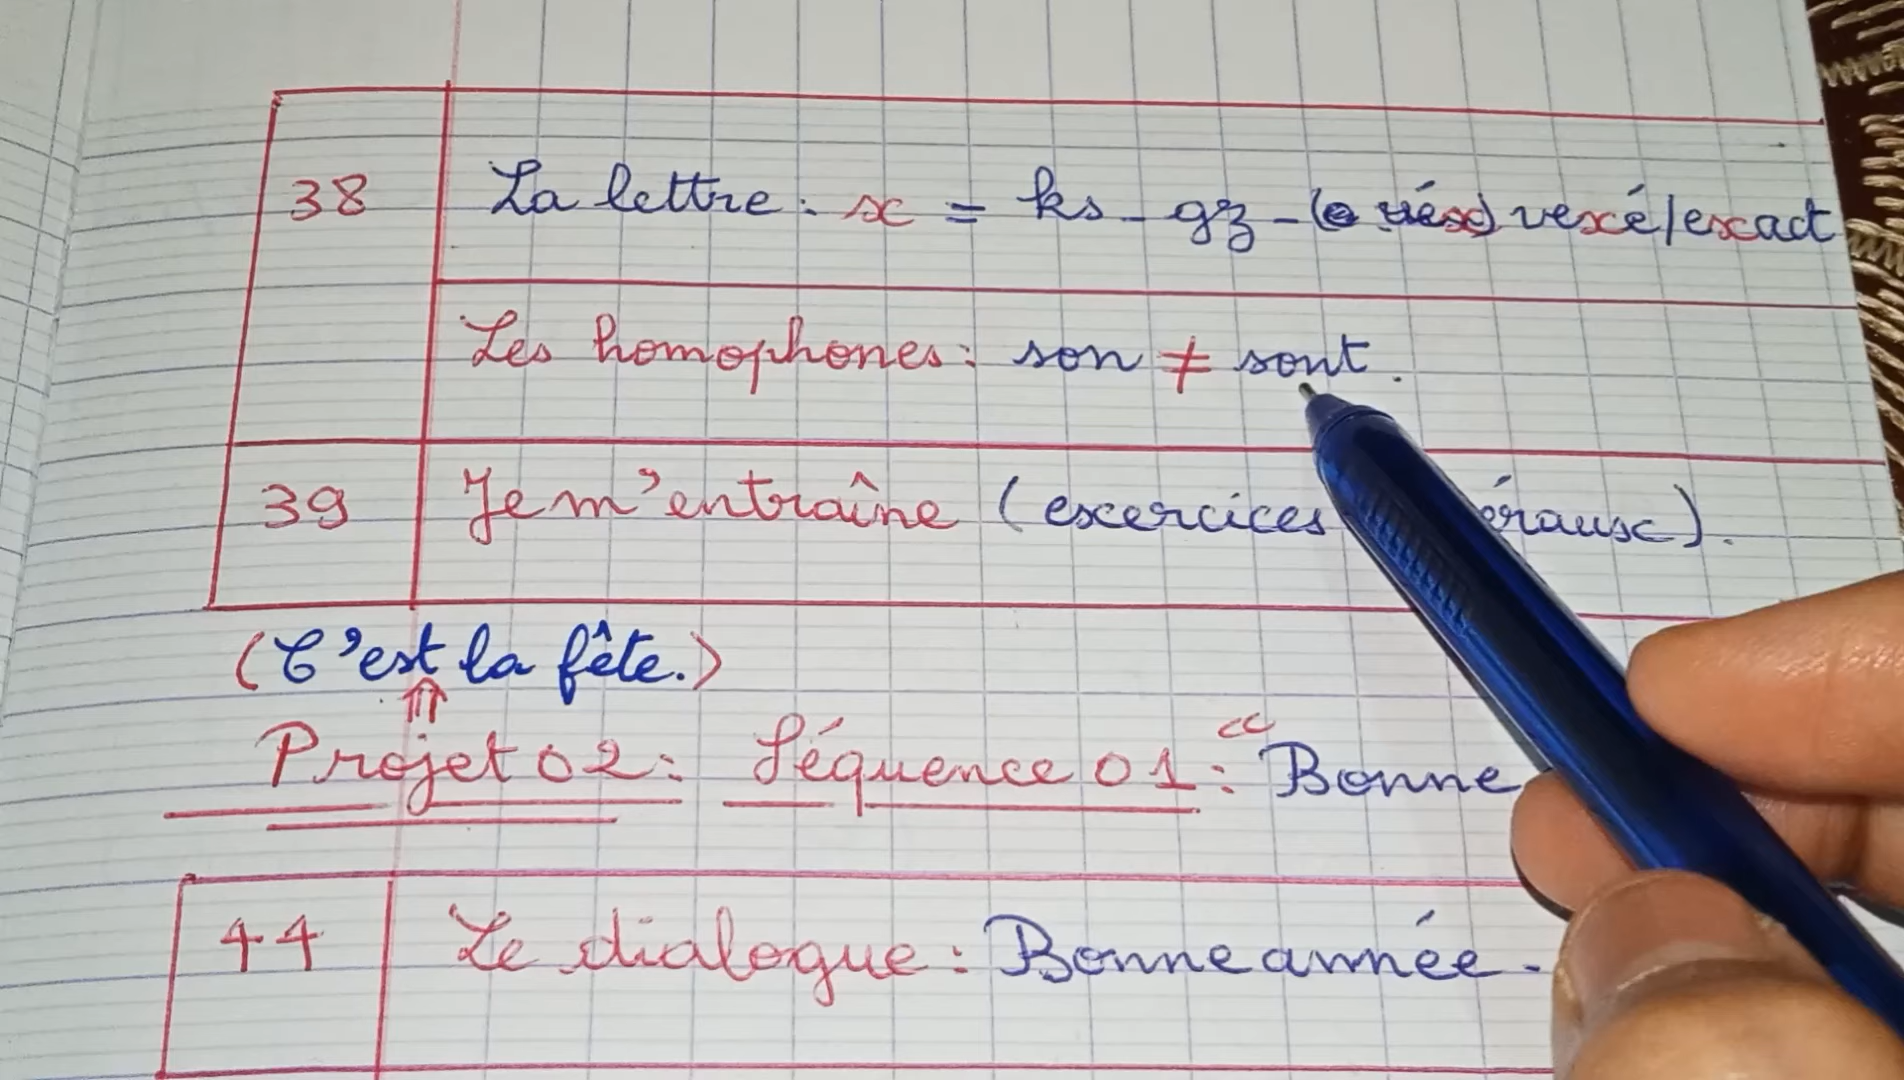 38 La lettre : x = ks - gz - vexé/exact
Les homophones : son ≠ sont.
39 Je m'entraîne (exercices éraux).
(C'est la fête.)
⇑
Projet 02 : Séquence 01 : “Bonne
44 Le dialogue : Bonne année.